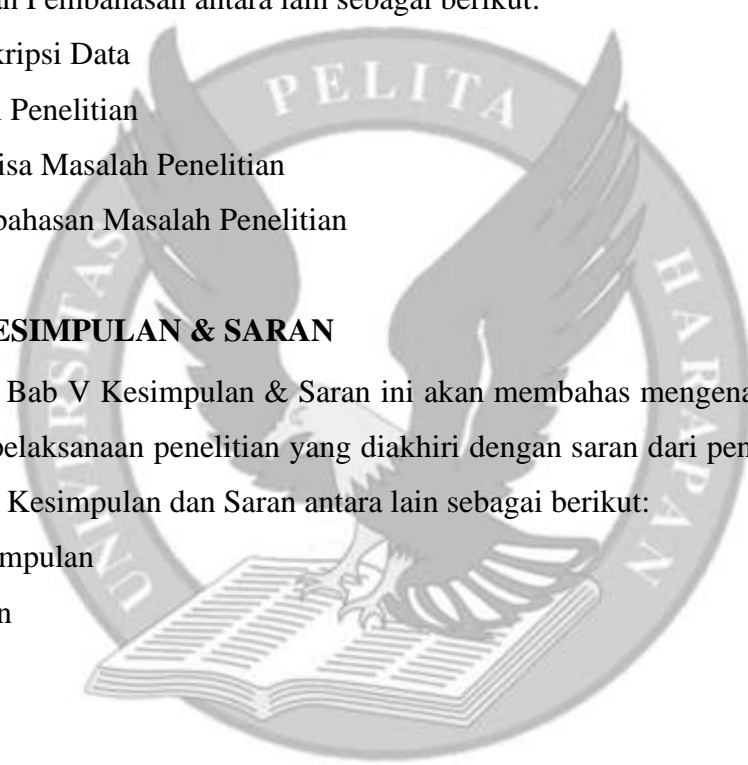 n Pembahasan antara lain sebagai berikut:
kripsi Data
l Penelitian
isa Masalah Penelitian
bahasan Masalah Penelitian
ESIMPULAN & SARAN
Bab V Kesimpulan & Saran ini akan membahas mengena
pelaksanaan penelitian yang diakhiri dengan saran dari pen
Kesimpulan dan Saran antara lain sebagai berikut:
impulan
n
UNIVERSITAS PELITA HARAPAN